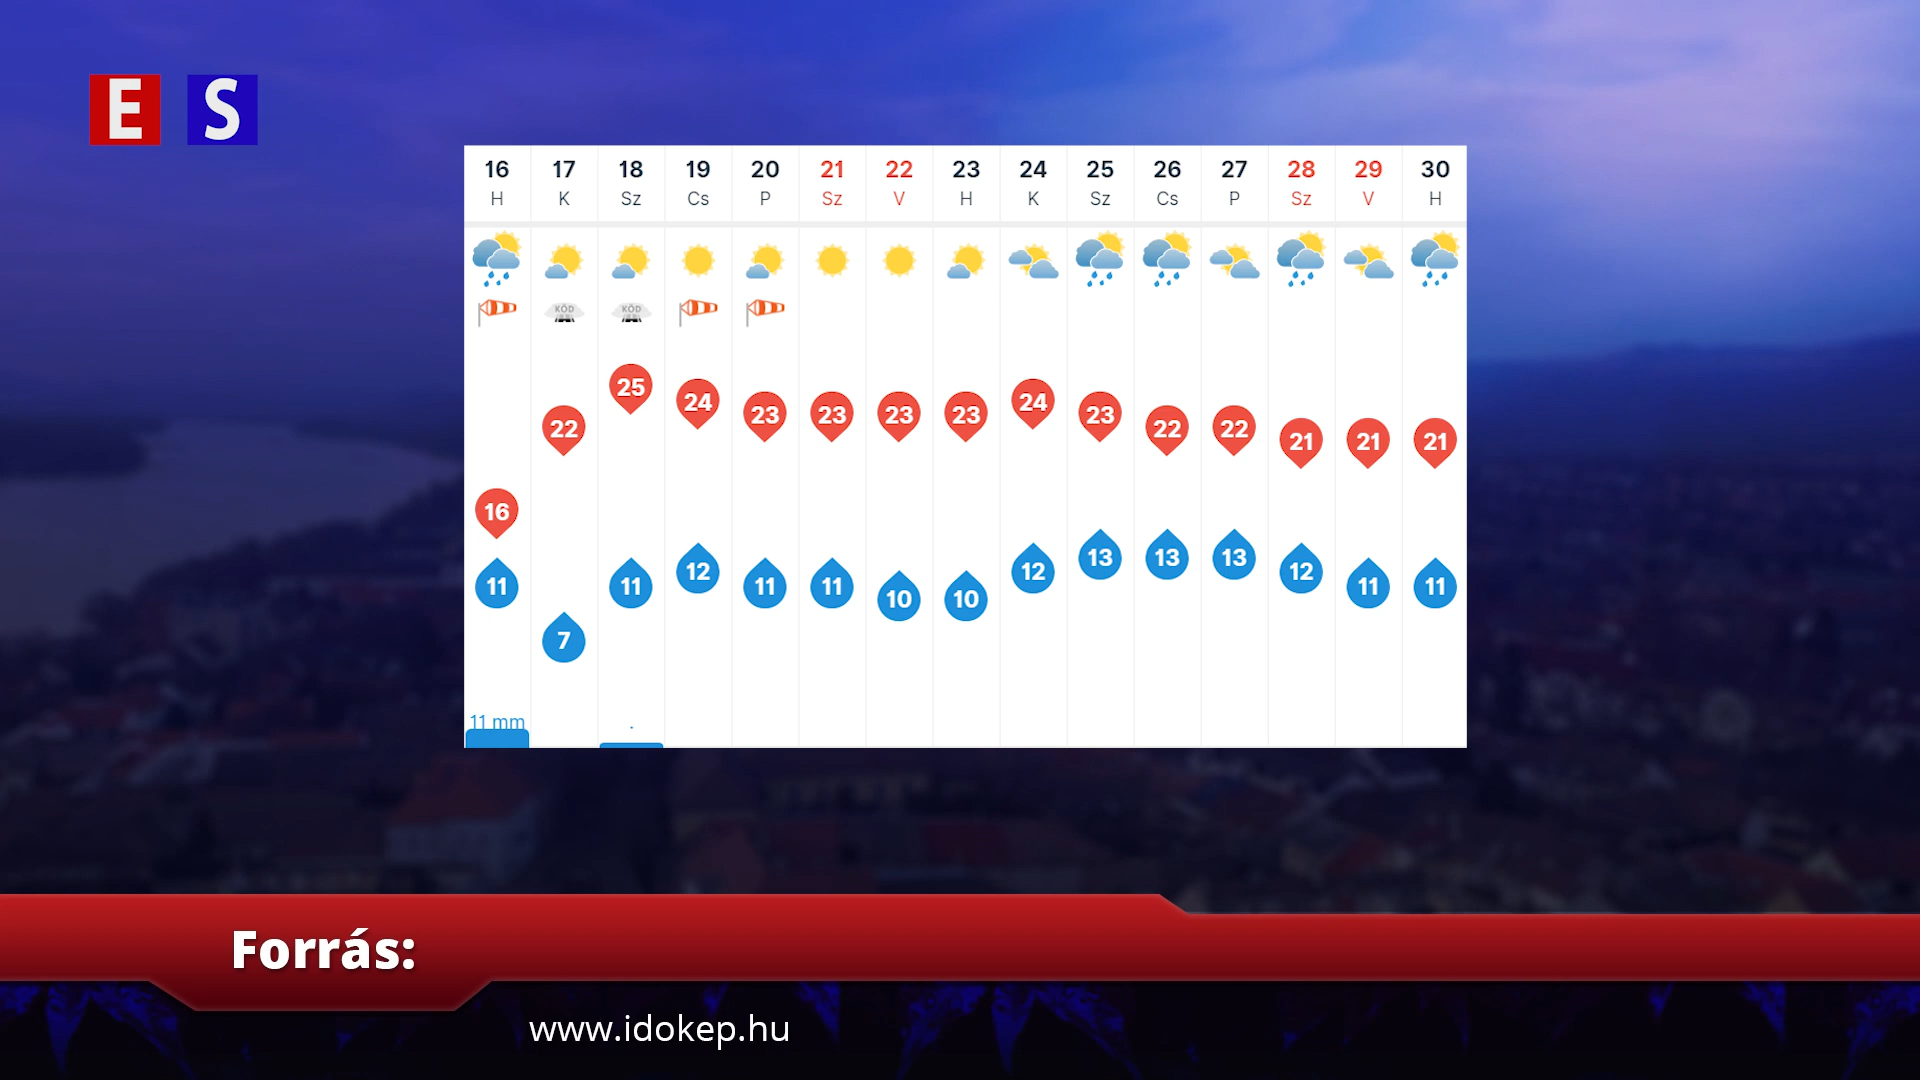 E S
16 17 18 19 20 21 22 23 24 25 26 27 28 29 30
H K Sz Cs P Sz V H K Sz Cs P Sz V H
KÖD KÖD
25
24 24
23 23 23 23 23
22 22 22
21 21 21
16
13 13 13
12 12 12
11 11 11 11 11 11
10 10
7
11 mm
Forrás:
www.idokep.hu